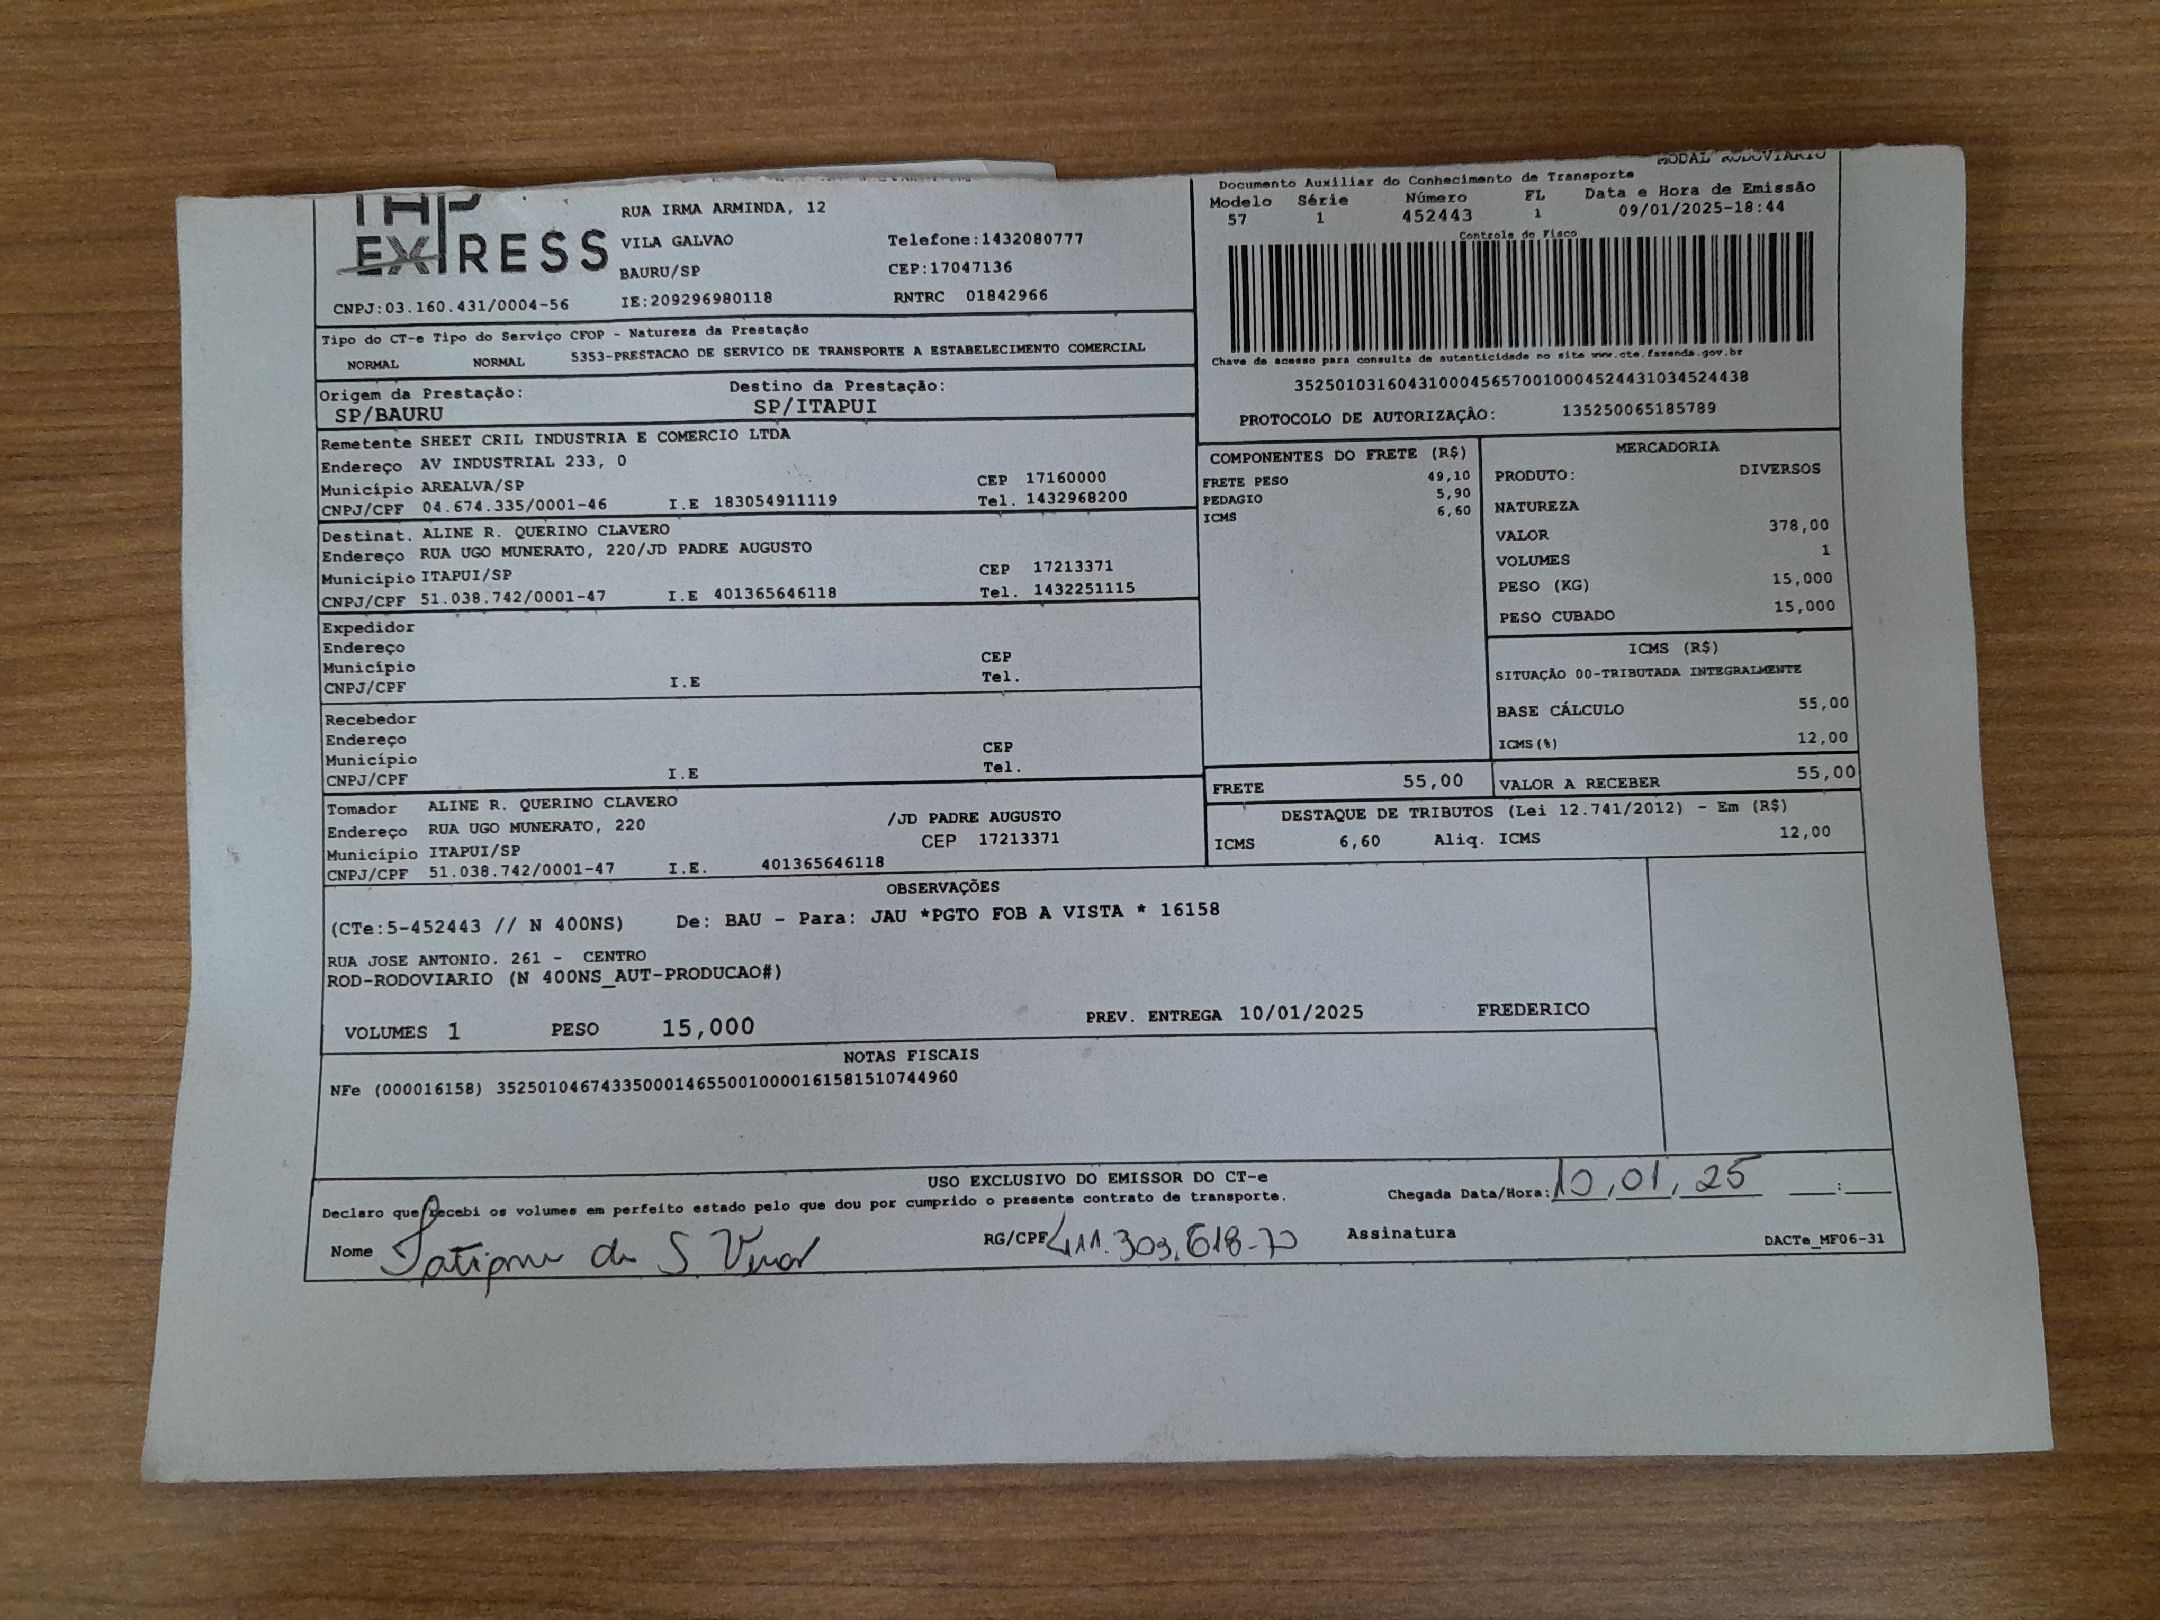 MODAL RODOVIARIO
THP
EXPRESS
RUA IRMA ARMINDA, 12
VILA GALVAO Telefone:1432080777
BAURU/SP CEP:17047136
CNPJ:03.160.431/0004-56 IE:209296980118 RNTRC 01842966
Documento Auxiliar do Conhecimento de Transporte
Modelo Série Número FL Data e Hora de Emissão
57 1 452443 1 09/01/2025-18:44
Controle do Fisco
Chave de acesso para consulta de autenticidade no site www.cte.fazenda.gov.br
35250103160431000456570010004524431034524438
PROTOCOLO DE AUTORIZAÇÃO: 135250065185789
Tipo do CT-e Tipo do Serviço CFOP - Natureza da Prestação
NORMAL NORMAL 5353-PRESTACAO DE SERVICO DE TRANSPORTE A ESTABELECIMENTO COMERCIAL
Origem da Prestação: Destino da Prestação:
SP/BAURU SP/ITAPUI
Remetente SHEET CRIL INDUSTRIA E COMERCIO LTDA
Endereço AV INDUSTRIAL 233, 0
Município AREALVA/SP CEP 17160000
CNPJ/CPF 04.674.335/0001-46 I.E 183054911119 Tel. 1432968200
Destinat. ALINE R. QUERINO CLAVERO
Endereço RUA UGO MUNERATO, 220/JD PADRE AUGUSTO
Município ITAPUI/SP CEP 17213371
CNPJ/CPF 51.038.742/0001-47 I.E 401365646118 Tel. 1432251115
Expedidor
Endereço
Município CEP
CNPJ/CPF I.E Tel.
Recebedor
Endereço
Município CEP
CNPJ/CPF I.E Tel.
Tomador ALINE R. QUERINO CLAVERO
Endereço RUA UGO MUNERATO, 220 /JD PADRE AUGUSTO
Município ITAPUI/SP CEP 17213371
CNPJ/CPF 51.038.742/0001-47 I.E. 401365646118
COMPONENTES DO FRETE (R$)
FRETE PESO 49,10
PEDAGIO 5,90
ICMS 6,60
MERCADORIA
PRODUTO: DIVERSOS
NATUREZA
VALOR 378,00
VOLUMES 1
PESO (KG) 15,000
PESO CUBADO 15,000
ICMS (R$)
SITUAÇÃO 00-TRIBUTADA INTEGRALMENTE
BASE CÁLCULO 55,00
ICMS(%) 12,00
FRETE 55,00 VALOR A RECEBER 55,00
DESTAQUE DE TRIBUTOS (Lei 12.741/2012) - Em (R$)
ICMS 6,60 Aliq. ICMS 12,00
OBSERVAÇÕES
(CTe:5-452443 // N 400NS) De: BAU - Para: JAU *PGTO FOB A VISTA * 16158
RUA JOSE ANTONIO. 261 - CENTRO
ROD-RODOVIARIO (N 400NS_AUT-PRODUCAO#)
VOLUMES 1 PESO 15,000 PREV. ENTREGA 10/01/2025 FREDERICO
NOTAS FISCAIS
NFe (000016158) 35250104674335000146550010000161581510744960
USO EXCLUSIVO DO EMISSOR DO CT-e
Declaro que recebi os volumes em perfeito estado pelo que dou por cumprido o presente contrato de transporte. Chegada Data/Hora: 10,01,25 :
Nome Tatiane de S RG/CPF 411.309.618-70 Assinatura DACTe_MF06-31